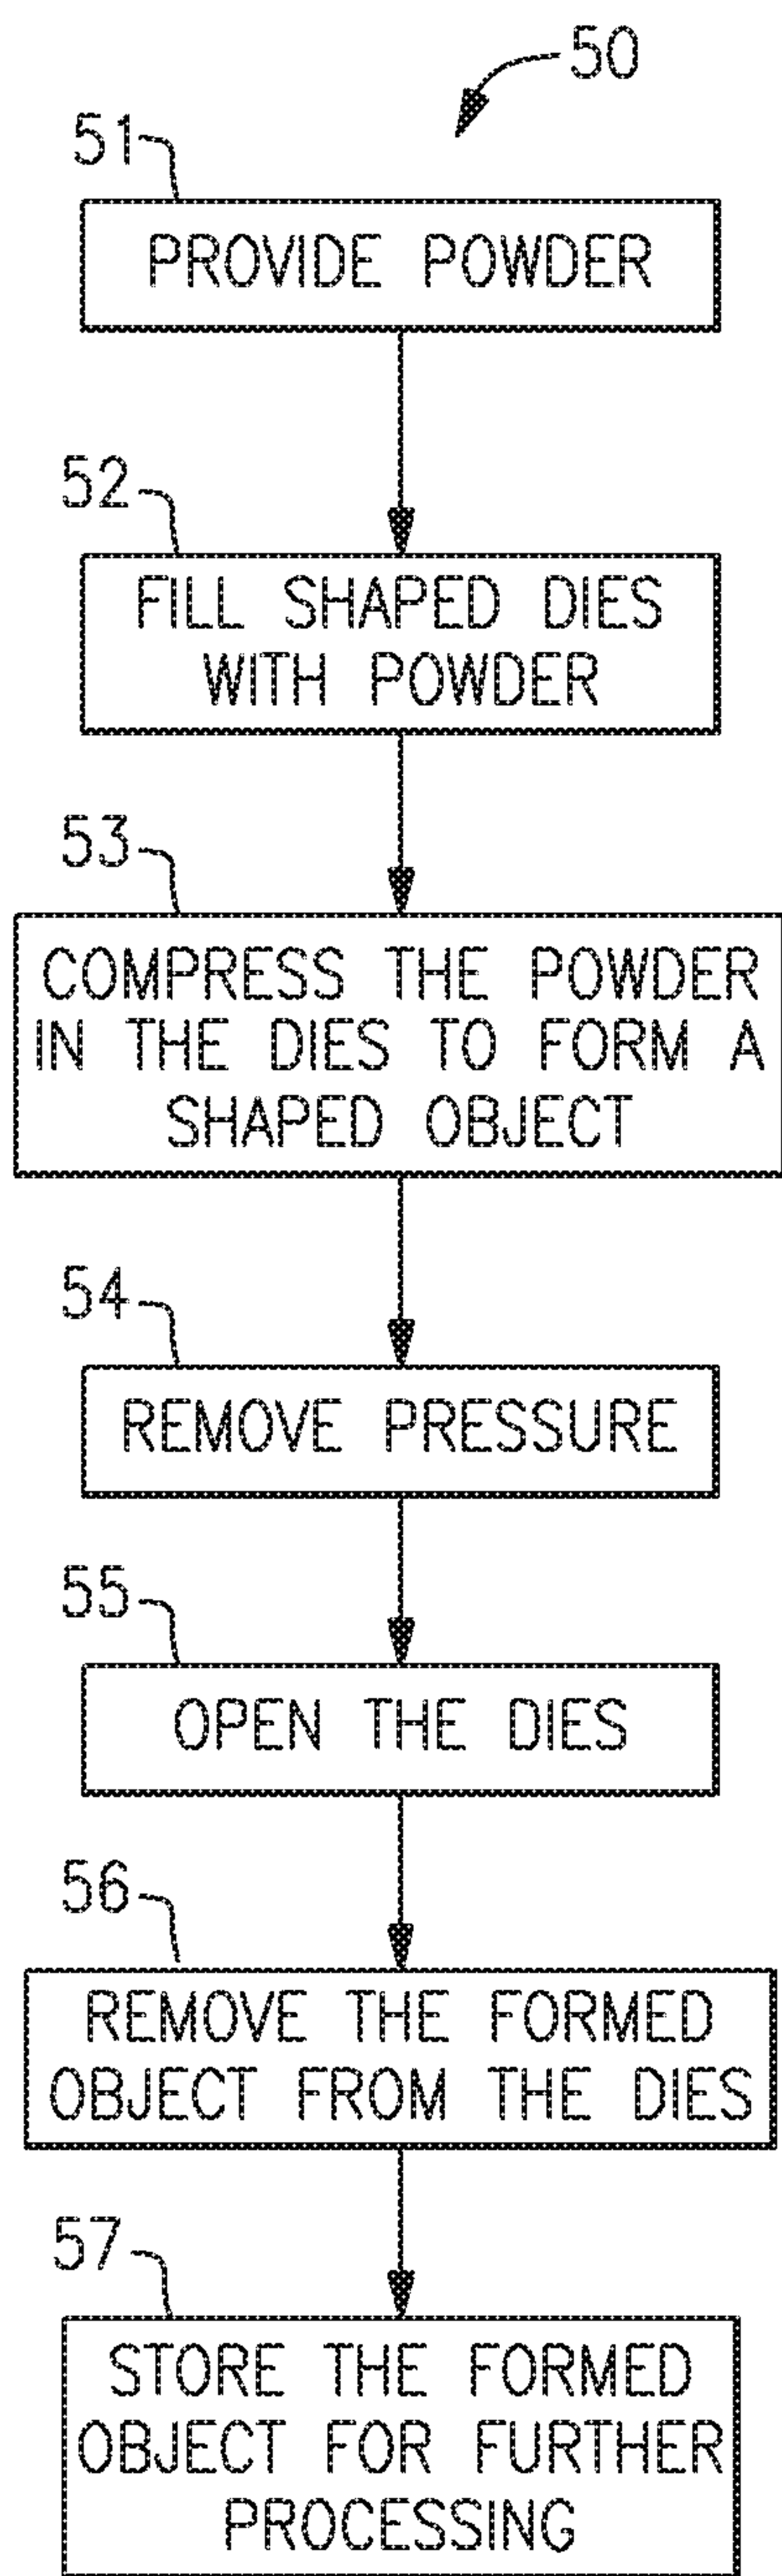 50
51
PROVIDE POWDER
52
FILL SHAPED DIES
WITH POWDER
53
COMPRESS THE POWDER
IN THE DIES TO FORM A
SHAPED OBJECT
54
REMOVE PRESSURE
55
OPEN THE DIES
56
REMOVE THE FORMED
OBJECT FROM THE DIES
57
STORE THE FORMED
OBJECT FOR FURTHER
PROCESSING